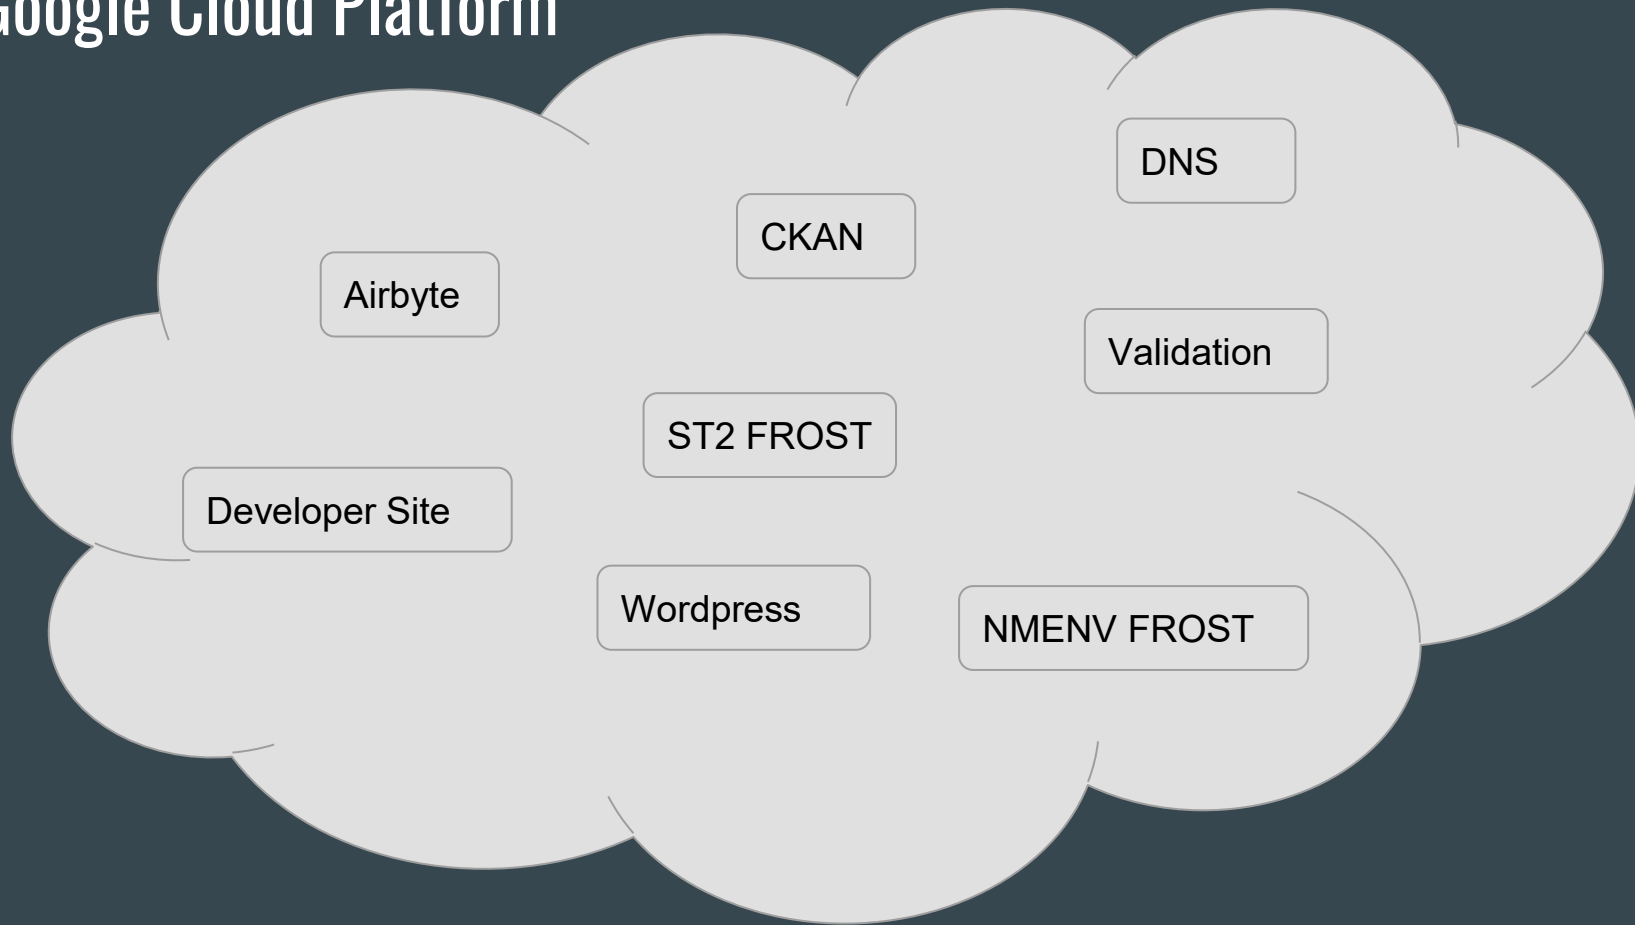 Google Cloud Platform
DNS
CKAN
Airbyte
Validation
ST2 FROST
Developer Site
Wordpress
NMENV FROST